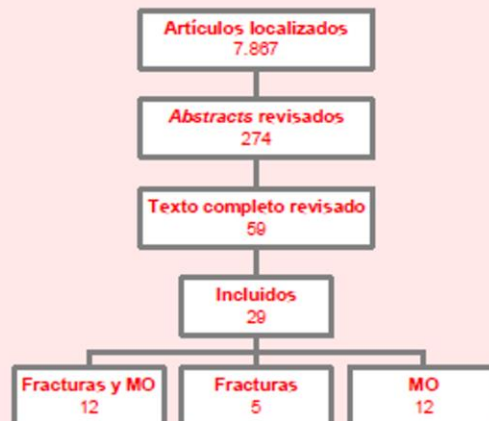 Artículos localizados
7.867
Abstracts revisados
274
Texto completo revisado
59
Incluidos
29
Fracturas y MO
12
Fracturas
5
MO
12